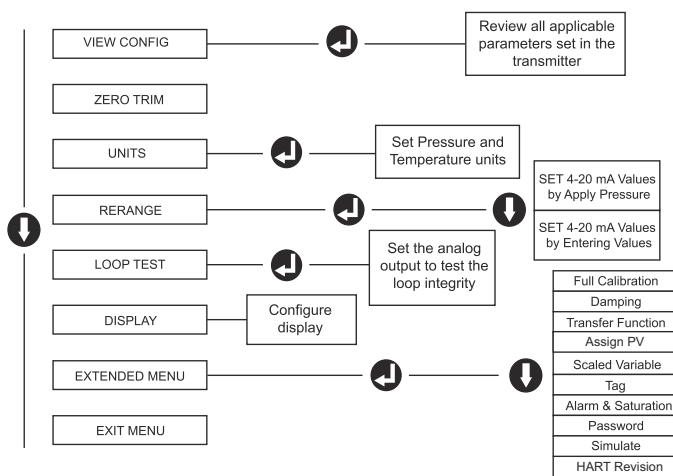 VIEW CONFIG
Review all applicable
parameters set in the
transmitter
ZERO TRIM
UNITS
Set Pressure and
Temperature units
RERANGE
SET 4-20 mA Values
by Apply Pressure
SET 4-20 mA Values
by Entering Values
LOOP TEST
Set the analog
output to test the
loop integrity
DISPLAY
Configure
display
EXTENDED MENU
Full Calibration
Damping
Transfer Function
Assign PV
Scaled Variable
Tag
Alarm & Saturation
Password
Simulate
HART Revision
EXIT MENU